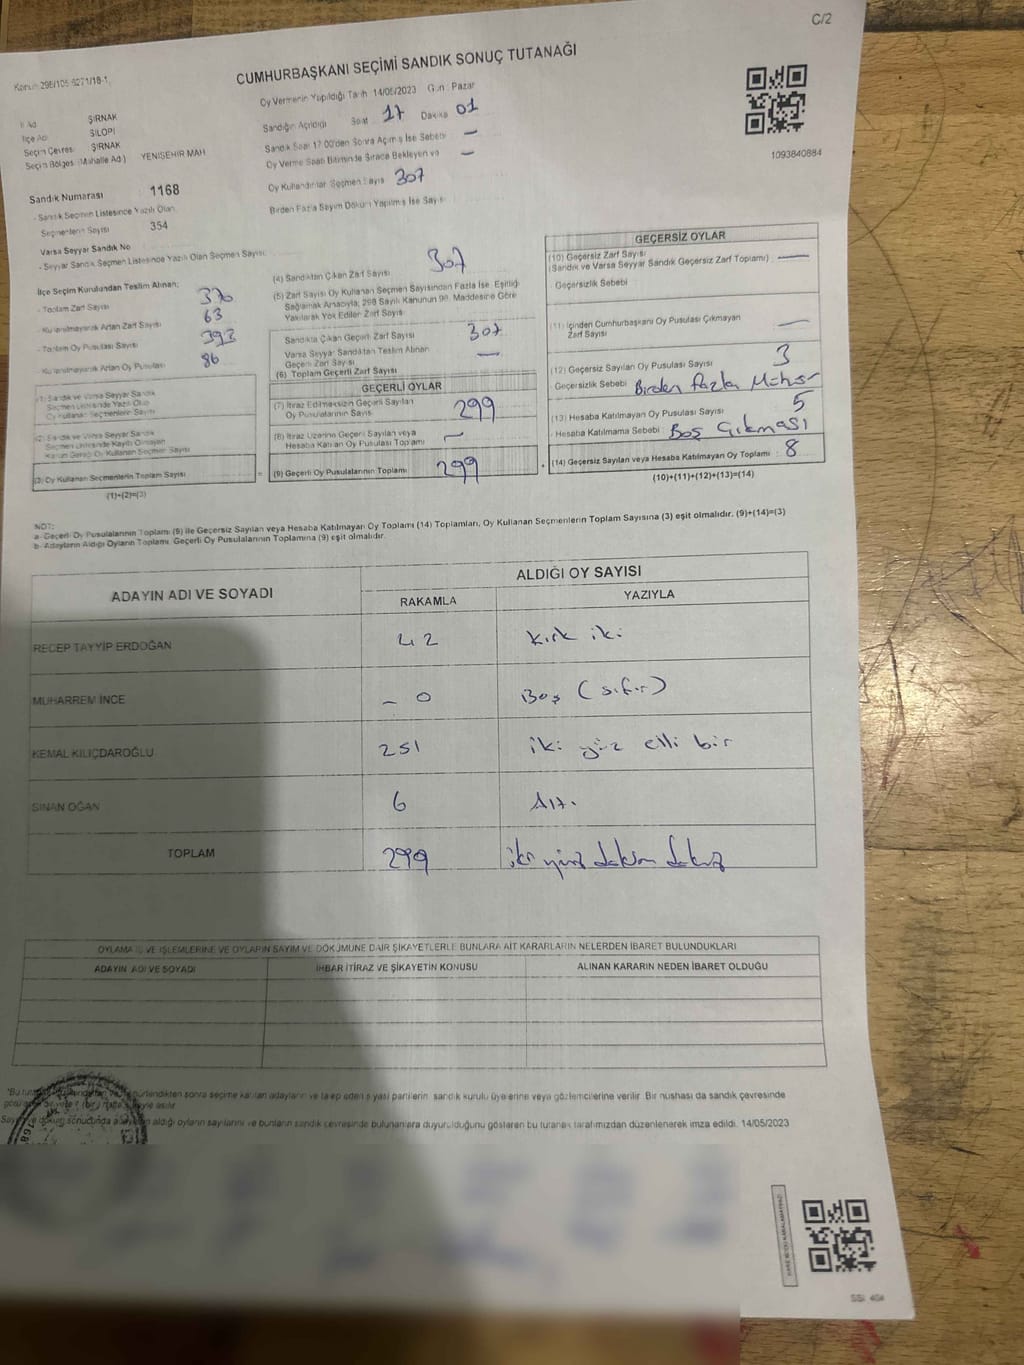 C/2
CUMHURBAŞKANI SEÇİMİ SANDIK SONUÇ TUTANAĞI
Oy Vermenin Yapıldığı Tarih 14/05/2023 Gün: Pazar
1093840884
İl Adı ŞIRNAK
İlçe Adı SİLOPİ
Seçim Çevresi ŞIRNAK
Seçim Bölgesi (Mahalle Adı) YENİŞEHİR MAH
Sandığın Açıldığı Saat 17 Dakika 01
Sandık Saat 17:00'den Sonra Açılmış İse Sebebi —
Oy Verme Saati Bitiminde Sırada Bekleyen —
Oy Kullandırılan Seçmen Sayısı 307
Birden Fazla Sayım Döküm Yapılmış İse Sayısı
Sandık Numarası 1168
- Sandık Seçmen Listesinde Yazılı Olan
Seçmenlerin Sayısı 354
Varsa Seyyar Sandık No
- Seyyar Sandık Seçmen Listesinde Yazılı Olan Seçmen Sayısı
İlçe Seçim Kurulundan Teslim Alınan;
- Toplam Zarf Sayısı 370
- Kullanılmayarak Artan Zarf Sayısı 63
- Toplam Oy Pusulası Sayısı 393
- Kullanılmayarak Artan Oy Pusulası 86
(1) Sandık ve Varsa Seyyar Sandık
Seçmen Listesinde Yazılı Olup
Oy Kullanan Seçmenlerin Sayısı
(2) Sandık ve Varsa Seyyar Sandık
Seçmen Listesinde Kayıtlı Olmayan
Kanun Gereği Oy Kullanan Seçmen Sayısı
(3) Oy Kullanan Seçmenlerin Toplam Sayısı =
(1)+(2)=(3)
(4) Sandıktan Çıkan Zarf Sayısı 307
(5) Zarf Sayısı Oy Kullanan Seçmen Sayısından Fazla İse, Eşitliği
Sağlamak Amacıyla; 298 Sayılı Kanunun 98. Maddesine Göre
Yakılarak Yok Edilen Zarf Sayısı
Sandıkta Çıkan Geçerli Zarf Sayısı 307
Varsa Seyyar Sandıktan Teslim Alınan
Geçerli Zarf Sayısı —
(6) Toplam Geçerli Zarf Sayısı
GEÇERLİ OYLAR
(7) İtiraz Edilmeksizin Geçerli Sayılan
Oy Pusulalarının Sayısı 299
(8) İtiraz Üzerine Geçerli Sayılan veya
Hesaba Katılan Oy Pusulası Toplamı —
(9) Geçerli Oy Pusulalarının Toplamı 299 +
GEÇERSİZ OYLAR
(10) Geçersiz Zarf Sayısı
(Sandık ve Varsa Seyyar Sandık Geçersiz Zarf Toplamı) : —
- Geçersizlik Sebebi :
(11) İçinden Cumhurbaşkanı Oy Pusulası Çıkmayan
Zarf Sayısı —
(12) Geçersiz Sayılan Oy Pusulası Sayısı 3
- Geçersizlik Sebebi : Birden fazla Mühür
(13) Hesaba Katılmayan Oy Pusulası Sayısı 5
- Hesaba Katılmama Sebebi : Boş Çıkması
(14) Geçersiz Sayılan veya Hesaba Katılmayan Oy Toplamı : 8
(10)+(11)+(12)+(13)=(14)
NOT:
a- Geçerli Oy Pusulalarının Toplamı (9) ile Geçersiz Sayılan veya Hesaba Katılmayan Oy Toplamı (14) Toplamları, Oy Kullanan Seçmenlerin Toplam Sayısına (3) eşit olmalıdır. (9)+(14)=(3)
b- Adayların Aldığı Oyların Toplamı Geçerli Oy Pusulalarının Toplamına (9) eşit olmalıdır.
ADAYIN ADI VE SOYADI
ALDIĞI OY SAYISI
RAKAMLA YAZIYLA
RECEP TAYYİP ERDOĞAN 42 kırk iki
MUHARREM İNCE – 0 Boş (sıfır)
KEMAL KILIÇDAROĞLU 251 iki yüz elli bir
SİNAN OĞAN 6 Altı
TOPLAM 299 iki yüz doksan dokuz
OYLAMA İŞ VE İŞLEMLERİNE VE OYLARIN SAYIM VE DÖKÜMÜNE DAİR ŞİKAYETLERLE BUNLARA AİT KARARLARIN NELERDEN İBARET BULUNDUKLARI
ADAYIN ADI VE SOYADI İHBAR İTİRAZ VE ŞİKAYETİN KONUSU ALINAN KARARIN NEDEN İBARET OLDUĞU
sonra seçime katılan adayların ve talep eden siyasi partilerin sandık kurulu üyelerine veya gözlemcilerine verilir. Bir nüshası da sandık çevresinde
sonucunda adayların aldığı oyların sayılarını ve bunların sandık çevresinde bulunanlara duyurulduğunu gösteren bu tutanak tarafımızdan düzenlenerek imza edildi. 14/05/2023